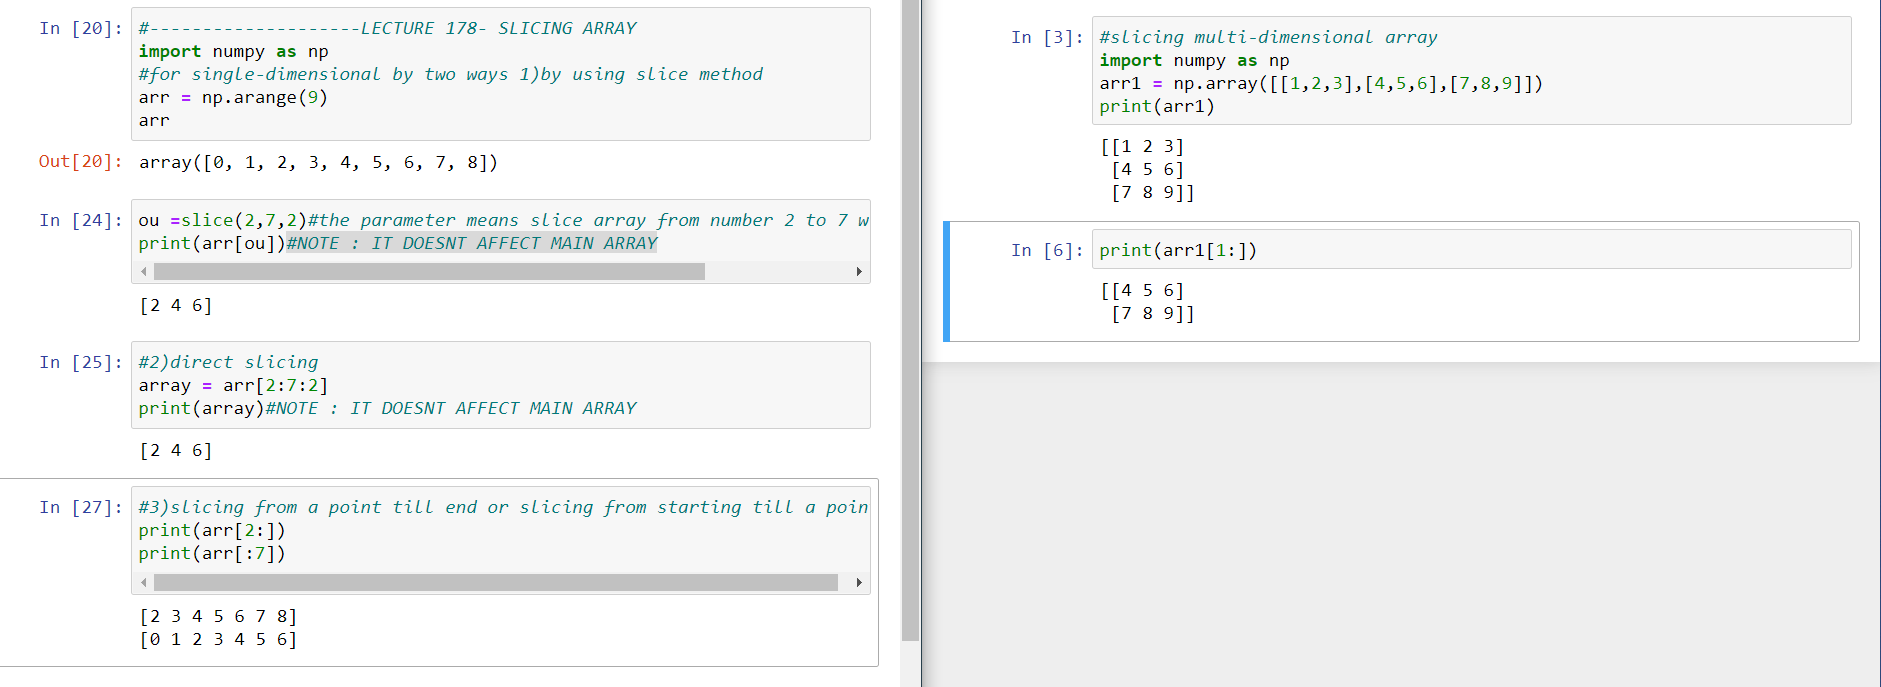 In [20]: #--------------------LECTURE 178- SLICING ARRAY
import numpy as np
#for single-dimensional by two ways 1)by using slice method
arr = np.arange(9)
arr
Out[20]: array([0, 1, 2, 3, 4, 5, 6, 7, 8])
In [24]: ou =slice(2,7,2)#the parameter means slice array from number 2 to 7 w
print(arr[ou])#NOTE : IT DOESNT AFFECT MAIN ARRAY
[2 4 6]
In [25]: #2)direct slicing
array = arr[2:7:2]
print(array)#NOTE : IT DOESNT AFFECT MAIN ARRAY
[2 4 6]
In [27]: #3)slicing from a point till end or slicing from starting till a poin
print(arr[2:])
print(arr[:7])
[2 3 4 5 6 7 8]
[0 1 2 3 4 5 6]
In [3]: #slicing multi-dimensional array
import numpy as np
arr1 = np.array([[1,2,3],[4,5,6],[7,8,9]])
print(arr1)
[[1 2 3]
[4 5 6]
[7 8 9]]
In [6]: print(arr1[1:])
[[4 5 6]
[7 8 9]]